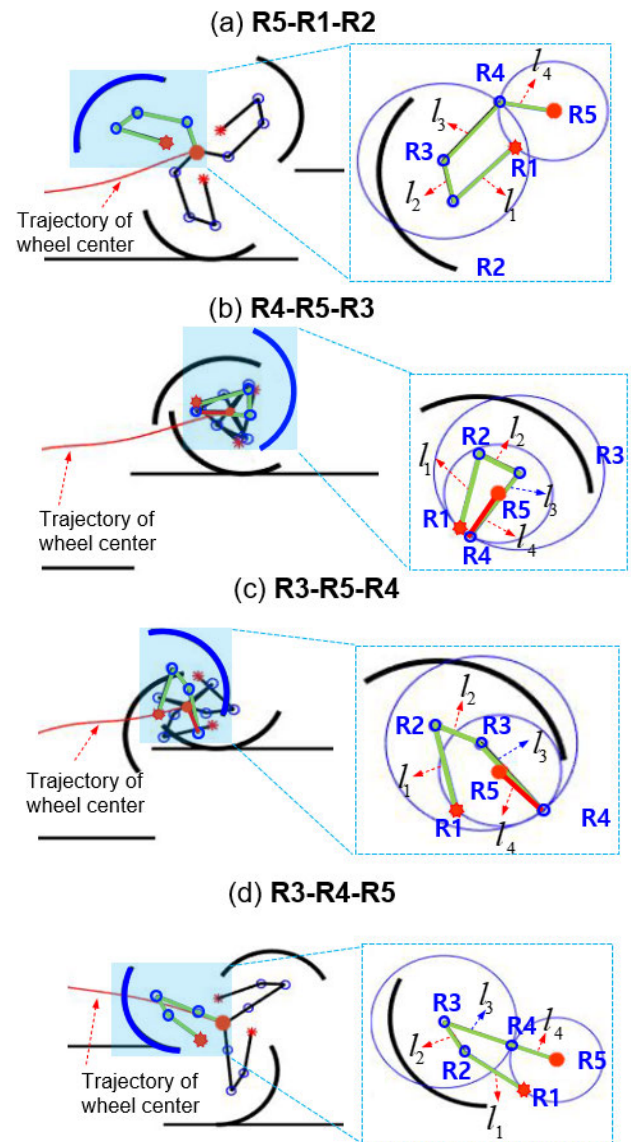 (a) R5-R1-R2
R4
l4
l3
R5
R3
R1
l2
l1
Trajectory of
wheel center
R2
(b) R4-R5-R3
R2
l2
l1
R3
R1
R5
l3
R4
l4
Trajectory of
wheel center
(c) R3-R5-R4
l2
R2
R3
l3
l1
R5
R4
R1
l4
Trajectory of
wheel center
(d) R3-R4-R5
R3
l3
R4
l4
l2
R2
R5
R1
l1
Trajectory of
wheel center